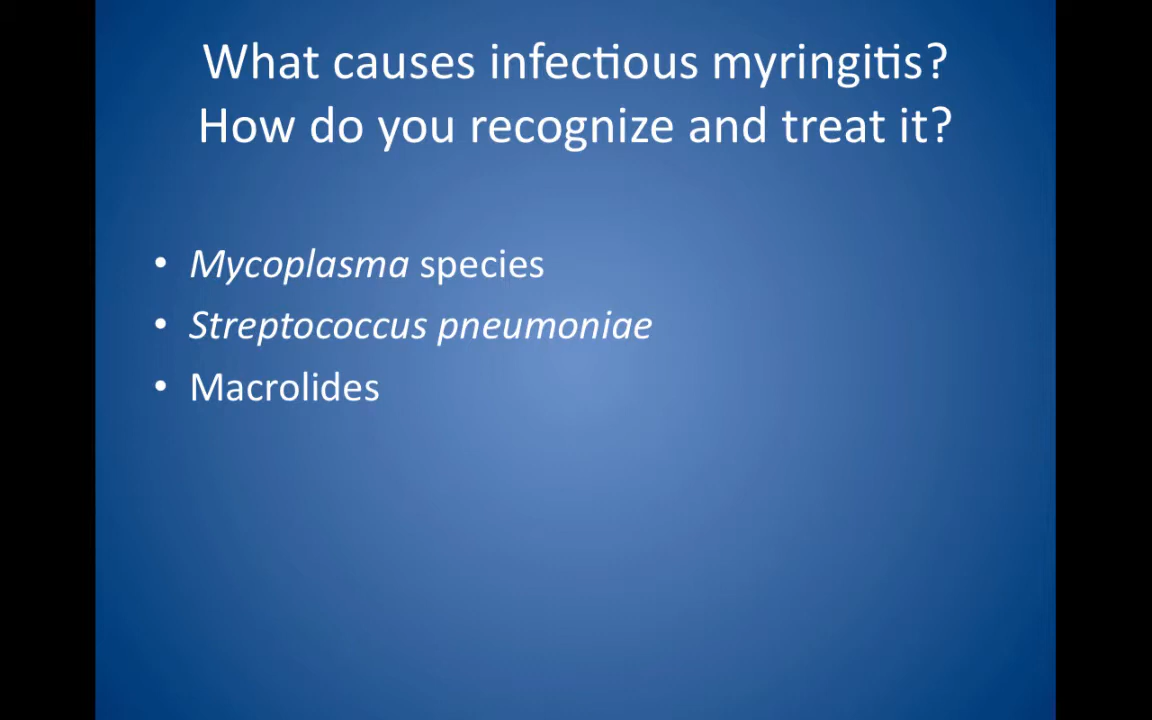 What causes infectious myringitis?
How do you recognize and treat it?
• Mycoplasma species
• Streptococcus pneumoniae
• Macrolides